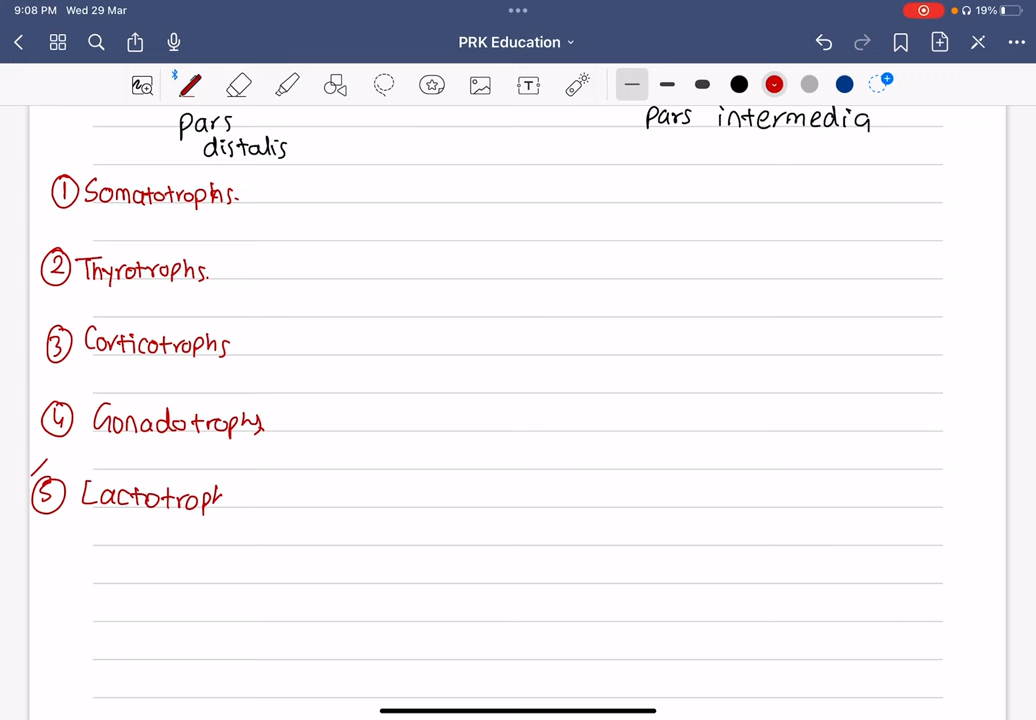 9:08 PM Wed 29 Mar
19%
PRK Education
T
pars
distalis
pars intermedia
① Somatotrophs.
② Thyrotrophs.
③ Corticotrophs
④ Gonadotrophs
⑤ Lactotroph